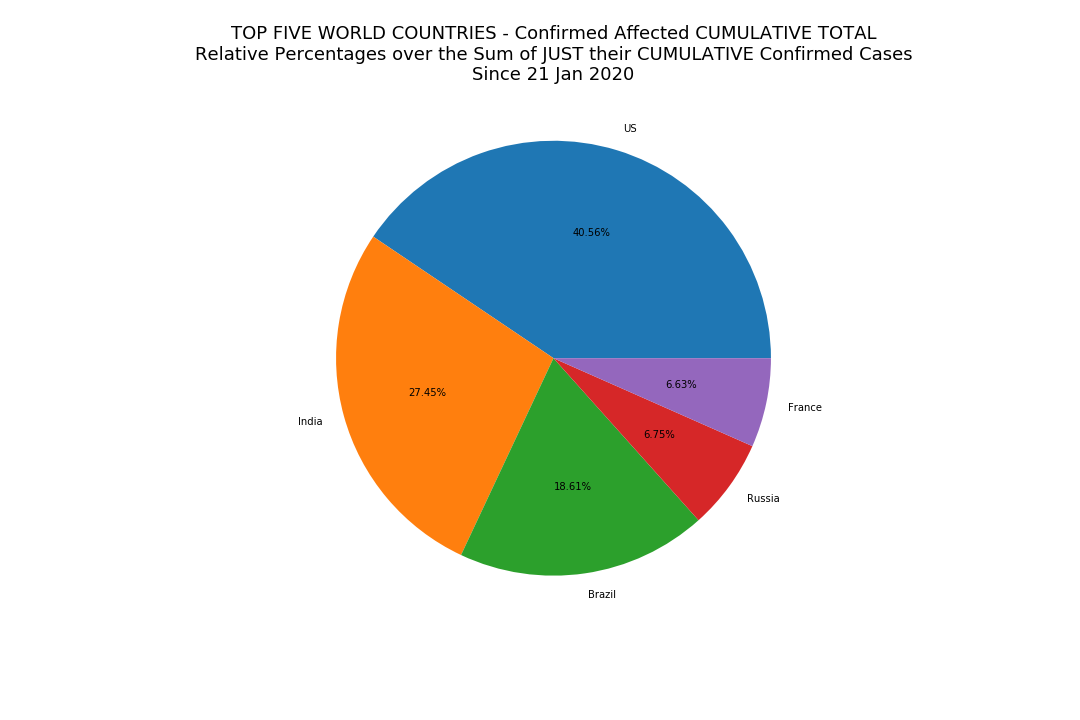 TOP FIVE WORLD COUNTRIES - Confirmed Affected CUMULATIVE TOTAL
Relative Percentages over the Sum of JUST their CUMULATIVE Confirmed Cases
Since 21 Jan 2020
US
40.56%
27.45%
India
18.61%
Brazil
6.75%
Russia
6.63%
France